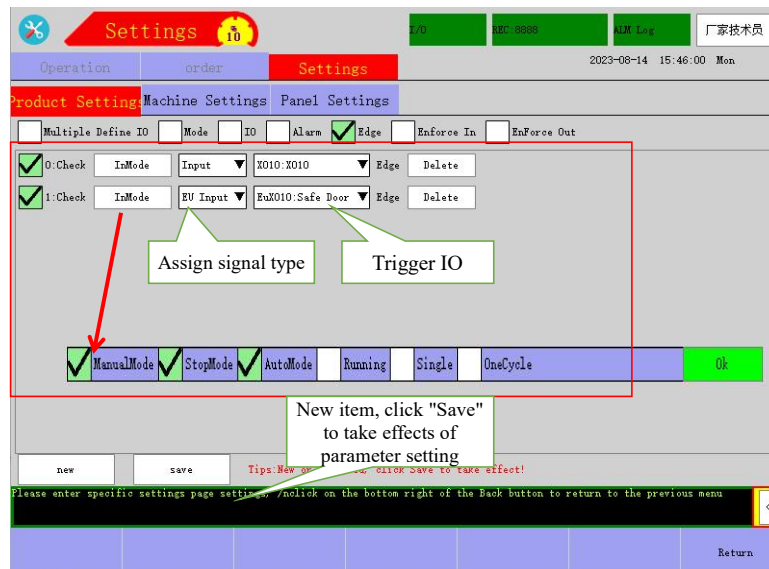 Settings
10
I/O
REC:8888
ALM Log
厂家技术员
Operation
order
Settings
2023-08-14 15:46:00 Mon
Product Setting
Machine Settings
Panel Settings
Multiple Define IO
Mode
IO
Alarm
Edge
Enforce In
EnForce Out
0:Check
InMode
Input
X010:X010
Edge
Delete
1:Check
InMode
EU Input
EuX010:Safe Door
Edge
Delete
Assign signal type
Trigger IO
ManualMode
StopMode
AutoMode
Running
Single
OneCycle
Ok
New item, click "Save"
to take effects of
parameter setting
new
save
Tips:New or click Save to take effect!
Please enter specific settings page settings, /nclick on the bottom right of the Back button to return to the previous menu
Return